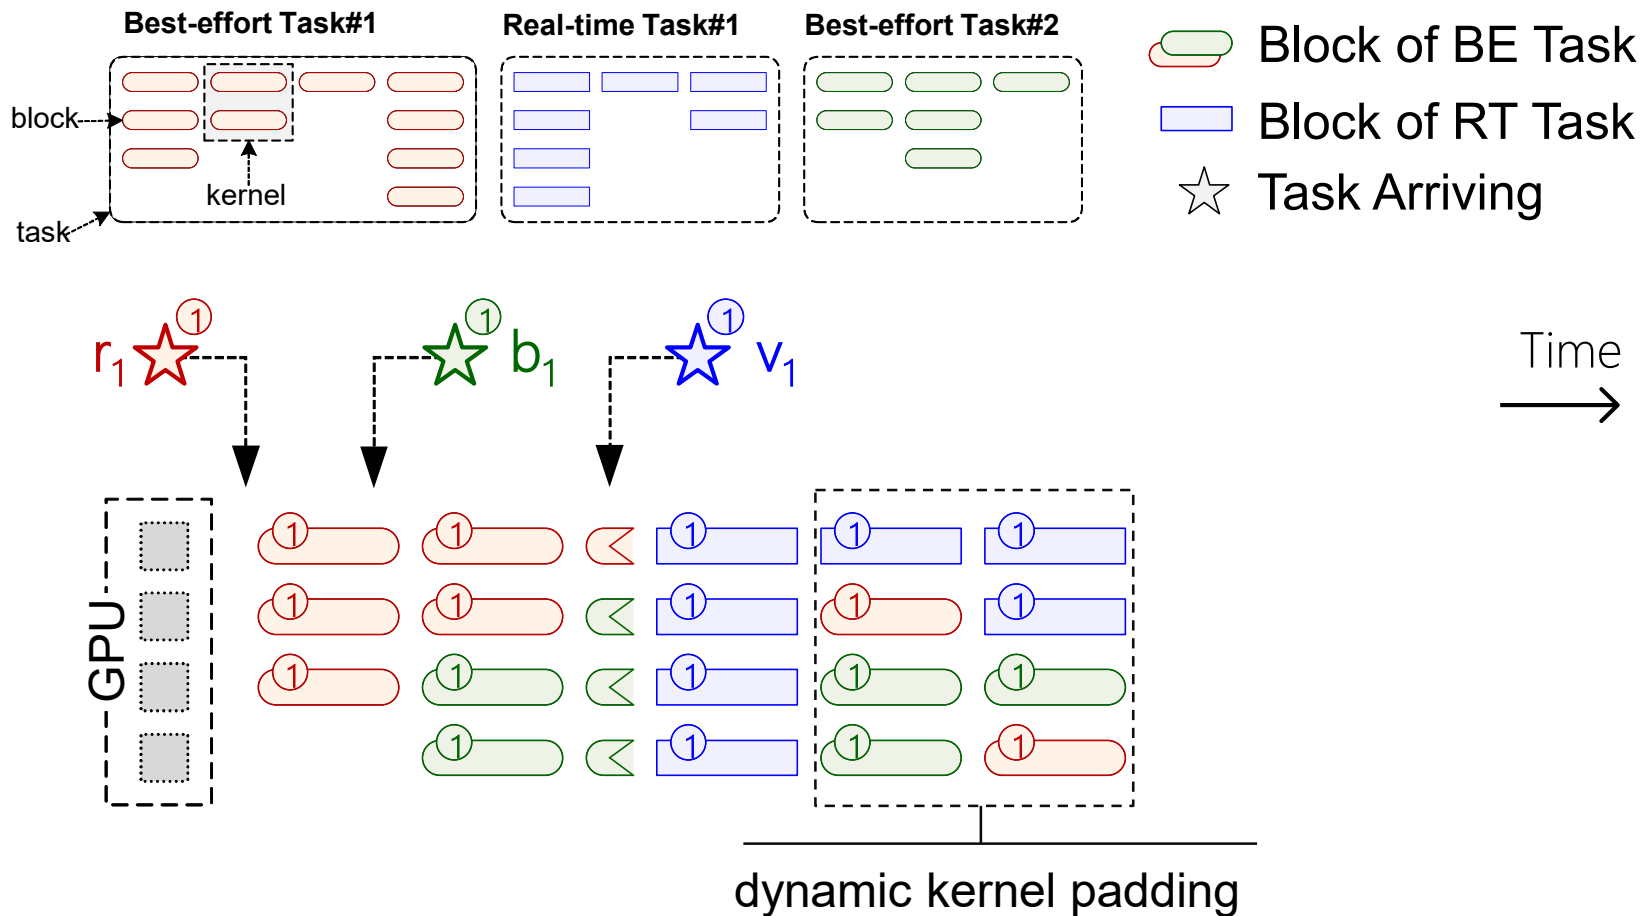 Best-effort Task#1
Real-time Task#1
Best-effort Task#2
block
kernel
task
Block of BE Task
Block of RT Task
Task Arriving
r1
1
1
b1
1
v1
Time
GPU
1 1 1 1 1
1 1 1 1 1
1 1 1 1 1
1 1 1 1
dynamic kernel padding